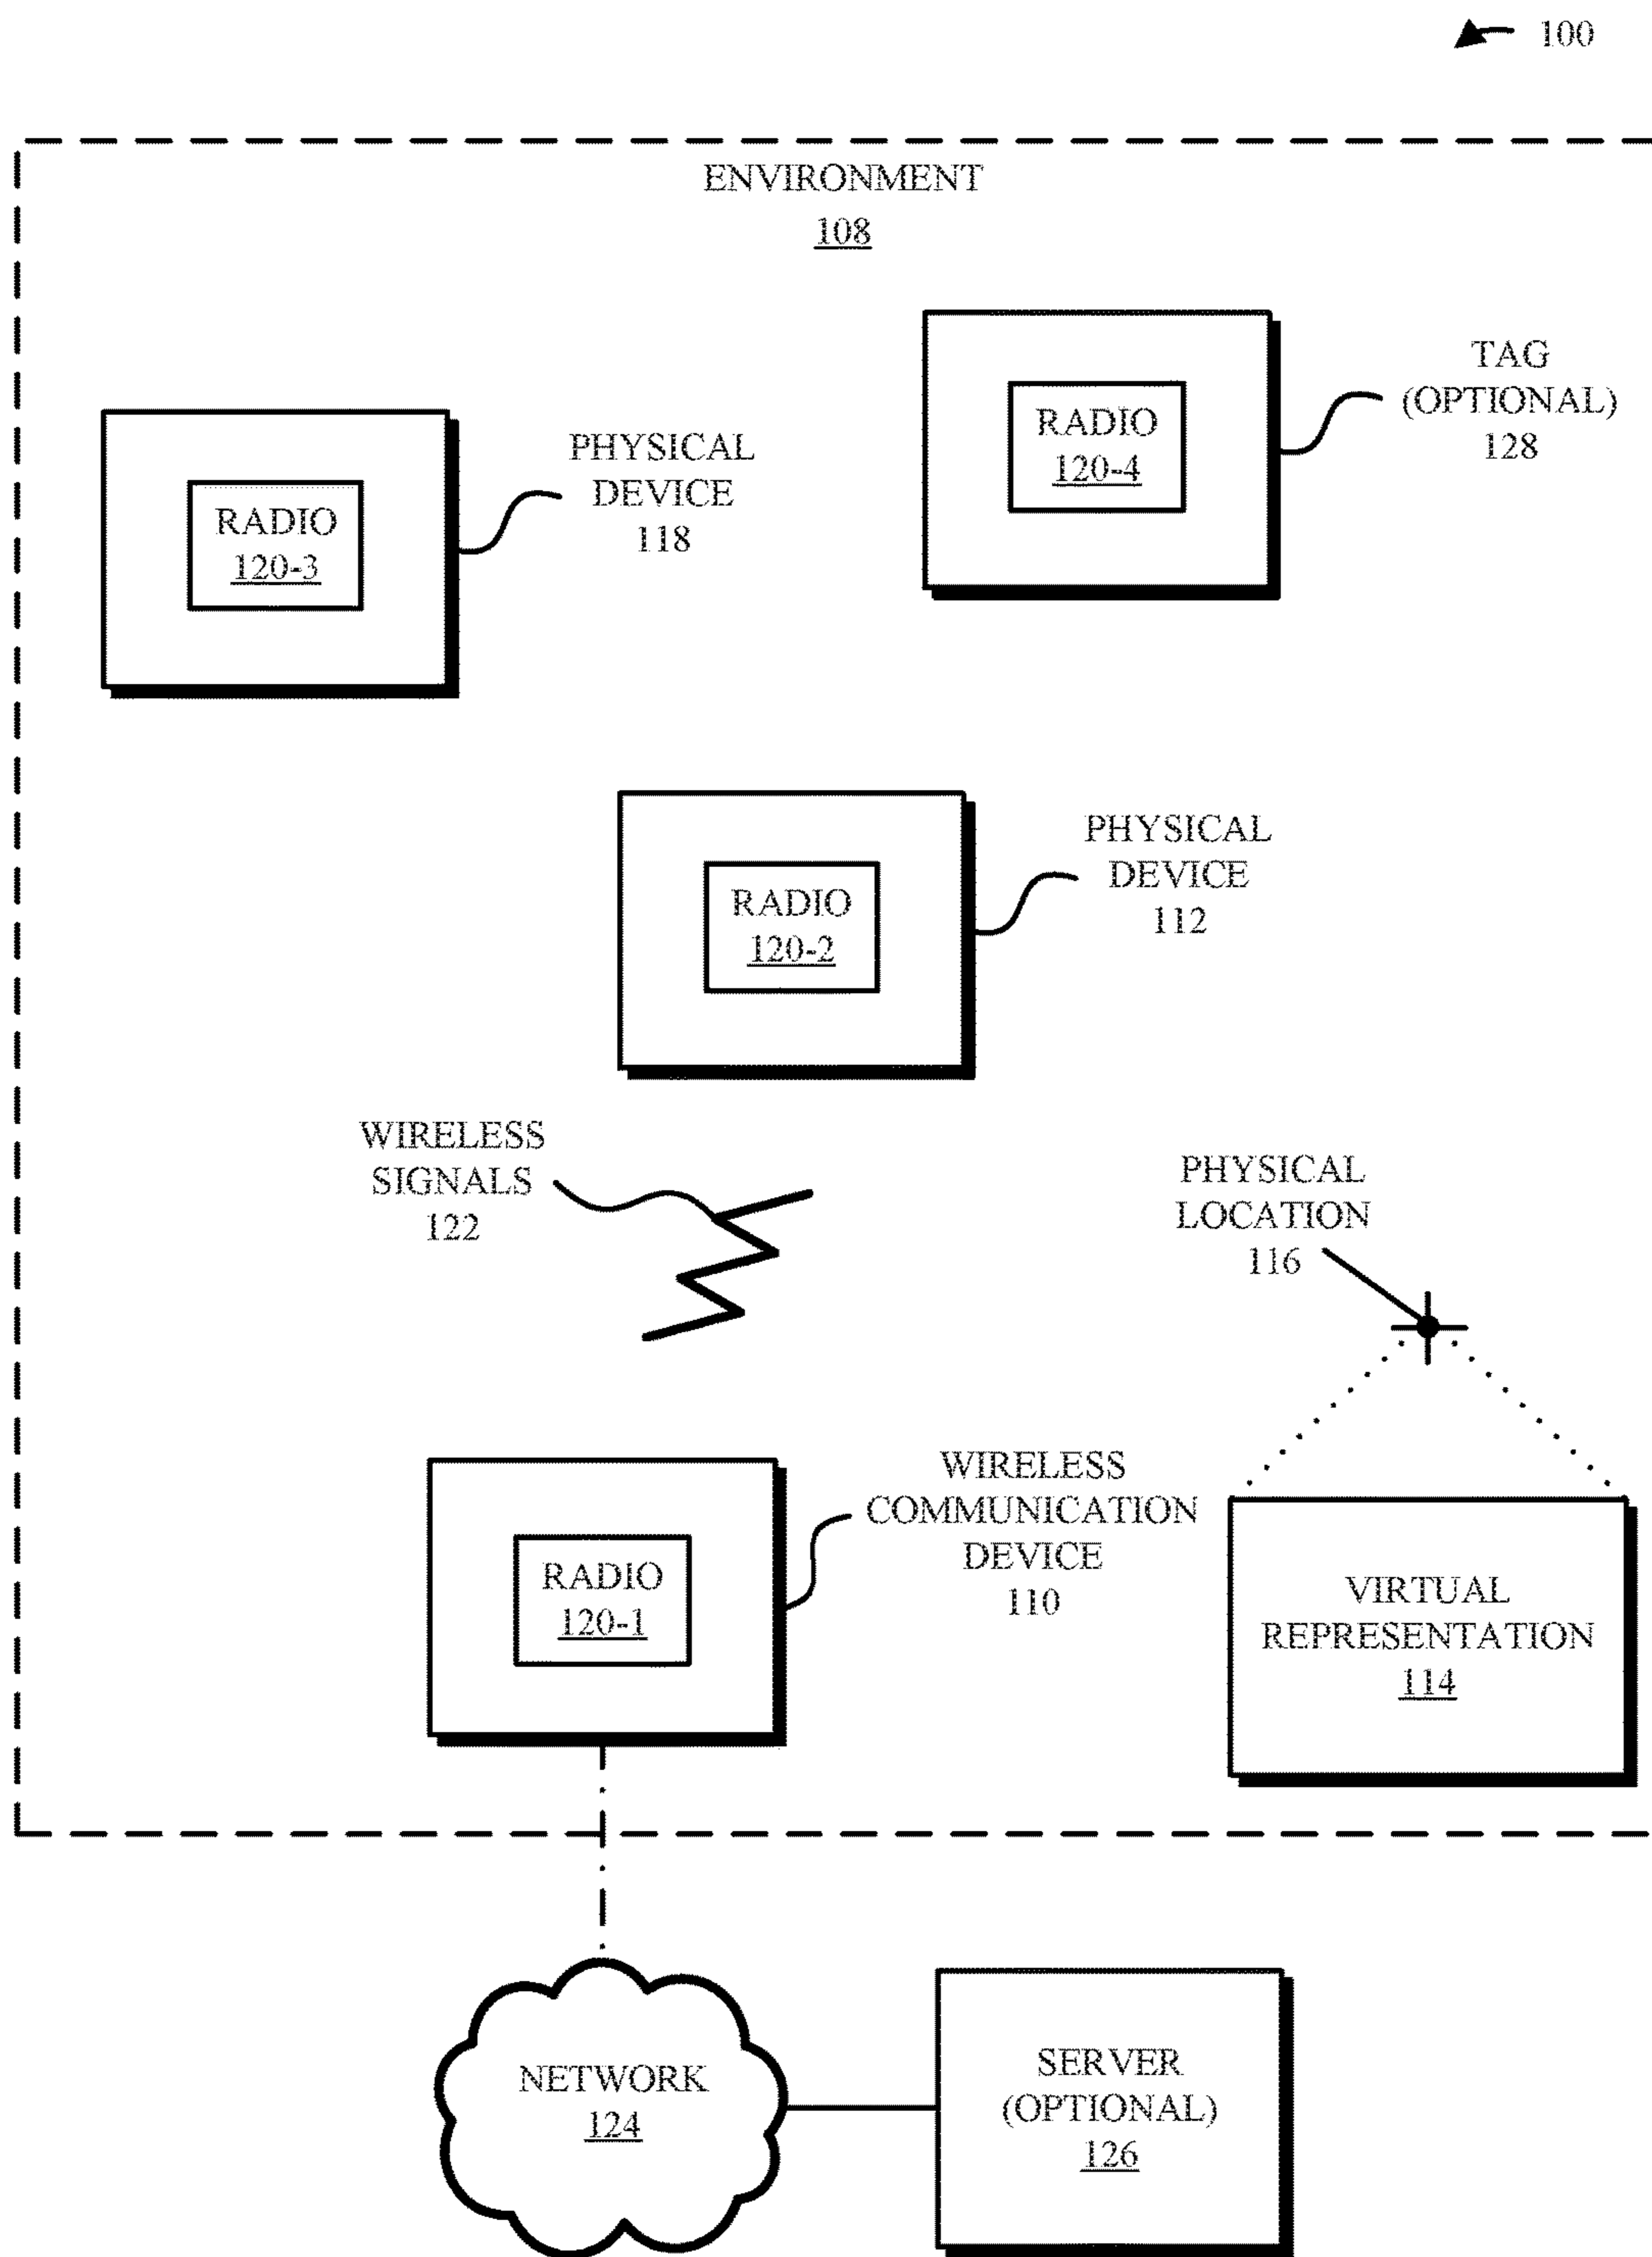 100
ENVIRONMENT
108
TAG
(OPTIONAL)
128
RADIO
120-4
PHYSICAL
DEVICE
118
RADIO
120-3
PHYSICAL
DEVICE
112
RADIO
120-2
WIRELESS
SIGNALS
122
PHYSICAL
LOCATION
116
WIRELESS
COMMUNICATION
DEVICE
110
RADIO
120-1
VIRTUAL
REPRESENTATION
114
NETWORK
124
SERVER
(OPTIONAL)
126